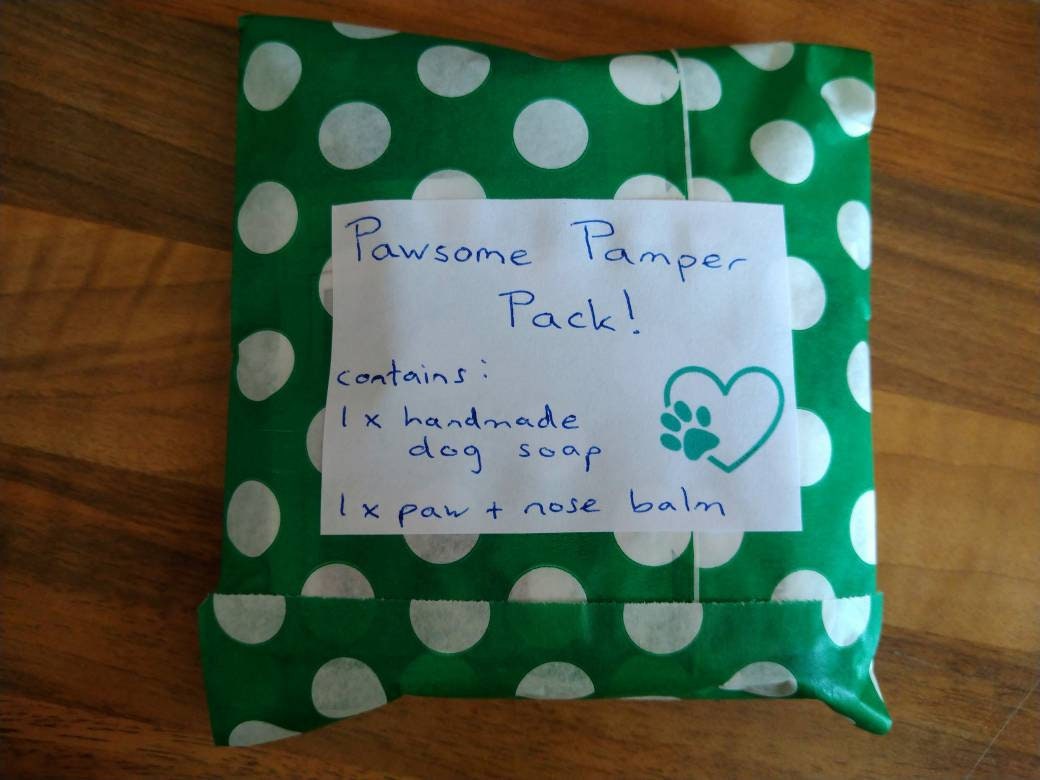 Pawsome Pamper
Pack!
contains:
1 x handmade
dog soap
1 x paw + nose balm